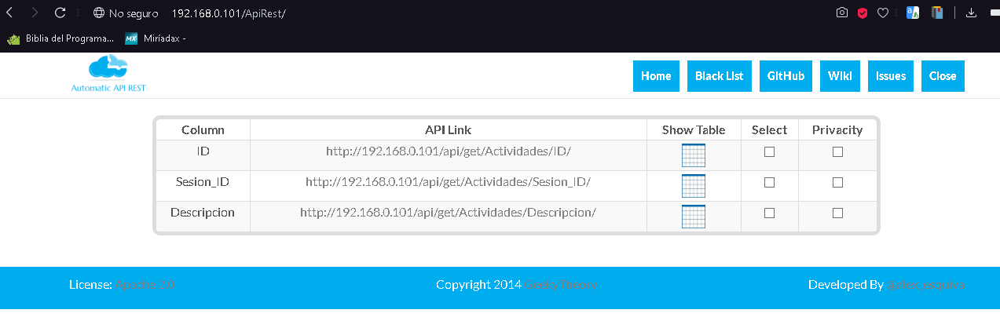 No seguro 192.168.0.101/ApiRest/
Biblia del Programa... MX Miríadax -
Automatic API REST
Home Black List GitHub Wiki Issues Close
Column API Link Show Table Select Privacity
ID http://192.168.0.101/api/get/Actividades/ID/
Sesion_ID http://192.168.0.101/api/get/Actividades/Sesion_ID/
Descripcion http://192.168.0.101/api/get/Actividades/Descripcion/
License: Copyright 2014 Developed By